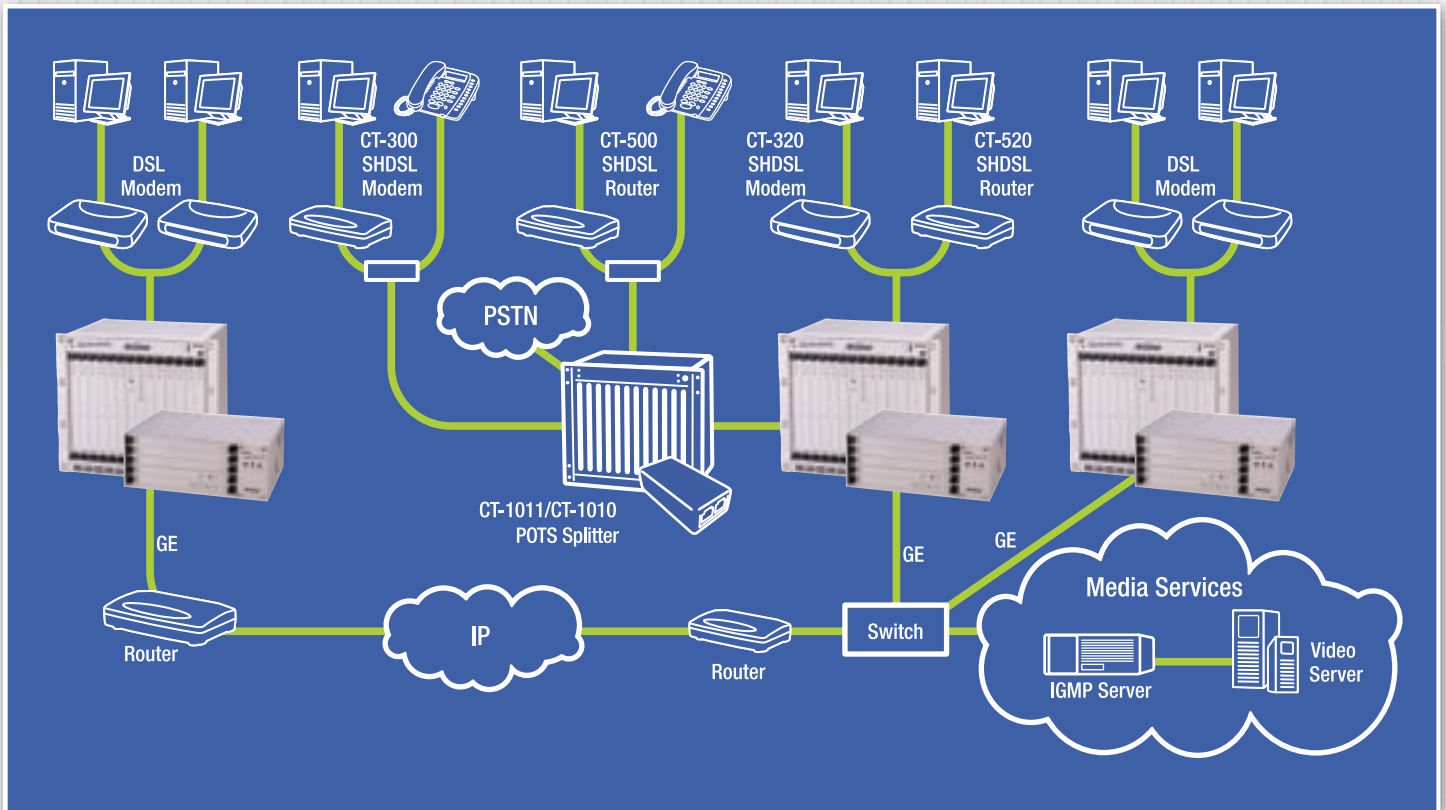 DSL
Modem
CT-300
SHDSL
Modem
CT-500
SHDSL
Router
CT-320
SHDSL
Modem
CT-520
SHDSL
Router
DSL
Modem
PSTN
CT-1011/CT-1010
POTS Splitter
GE
GE
GE
Router
IP
Router
Switch
Media Services
IGMP Server
Video
Server